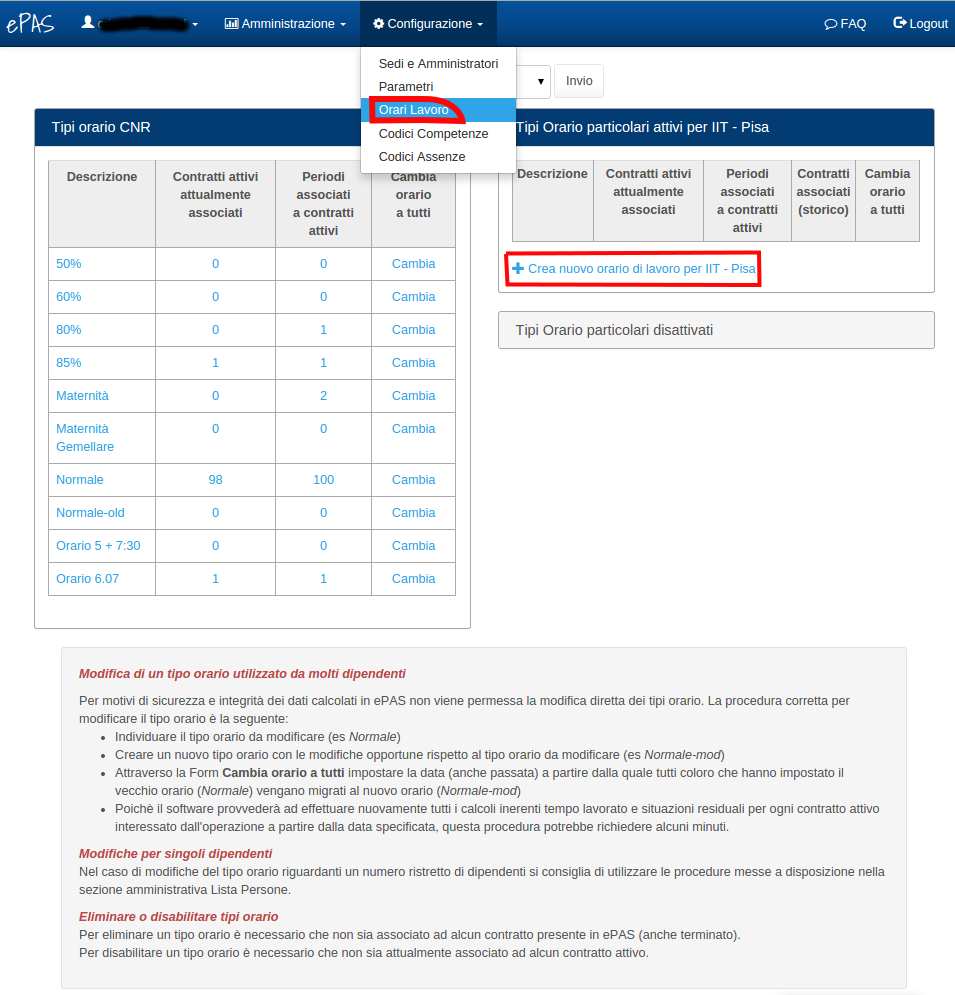 ePAS
Amministrazione
Configurazione
FAQ
Logout
Sedi e Amministratori
Parametri
Orari Lavoro
Codici Competenze
Codici Assenze
Invio
Tipi orario CNR
Descrizione
Contratti attivi
attualmente
associati
Periodi
associati
a contratti
attivi
Cambia
orario
a tutti
50% 0 0 Cambia
60% 0 0 Cambia
80% 0 1 Cambia
85% 1 1 Cambia
Maternità 0 2 Cambia
Maternità 0 0 Cambia
Gemellare
Normale 98 100 Cambia
Normale-old 0 0 Cambia
Orario 5 + 7:30 0 0 Cambia
Orario 6.07 1 1 Cambia
Tipi Orario particolari attivi per IIT - Pisa
Descrizione
Contratti attivi
attualmente
associati
Periodi
associati
a contratti
attivi
Contratti
associati
(storico)
Cambia
orario
a tutti
Crea nuovo orario di lavoro per IIT - Pisa
Tipi Orario particolari disattivati
Modifica di un tipo orario utilizzato da molti dipendenti
Per motivi di sicurezza e integrità dei dati calcolati in ePAS non viene permessa la modifica diretta dei tipi orario. La procedura corretta per
modificare il tipo orario è la seguente:
Individuare il tipo orario da modificare (es Normale)
Creare un nuovo tipo orario con le modifiche opportune rispetto al tipo orario da modificare (es Normale-mod)
Attraverso la Form Cambia orario a tutti impostare la data (anche passata) a partire dalla quale tutti coloro che hanno impostato il
vecchio orario (Normale) vengano migrati al nuovo orario (Normale-mod)
Poichè il software provvederà ad effettuare nuovamente tutti i calcoli inerenti tempo lavorato e situazioni residuali per ogni contratto attivo
interessato dall'operazione a partire dalla data specificata, questa procedura potrebbe richiedere alcuni minuti.
Modifiche per singoli dipendenti
Nel caso di modifiche del tipo orario riguardanti un numero ristretto di dipendenti si consiglia di utilizzare le procedure messe a disposizione nella
sezione amministrativa Lista Persone.
Eliminare o disabilitare tipi orario
Per eliminare un tipo orario è necessario che non sia associato ad alcun contratto presente in ePAS (anche terminato).
Per disabilitare un tipo orario è necessario che non sia attualmente associato ad alcun contratto attivo.